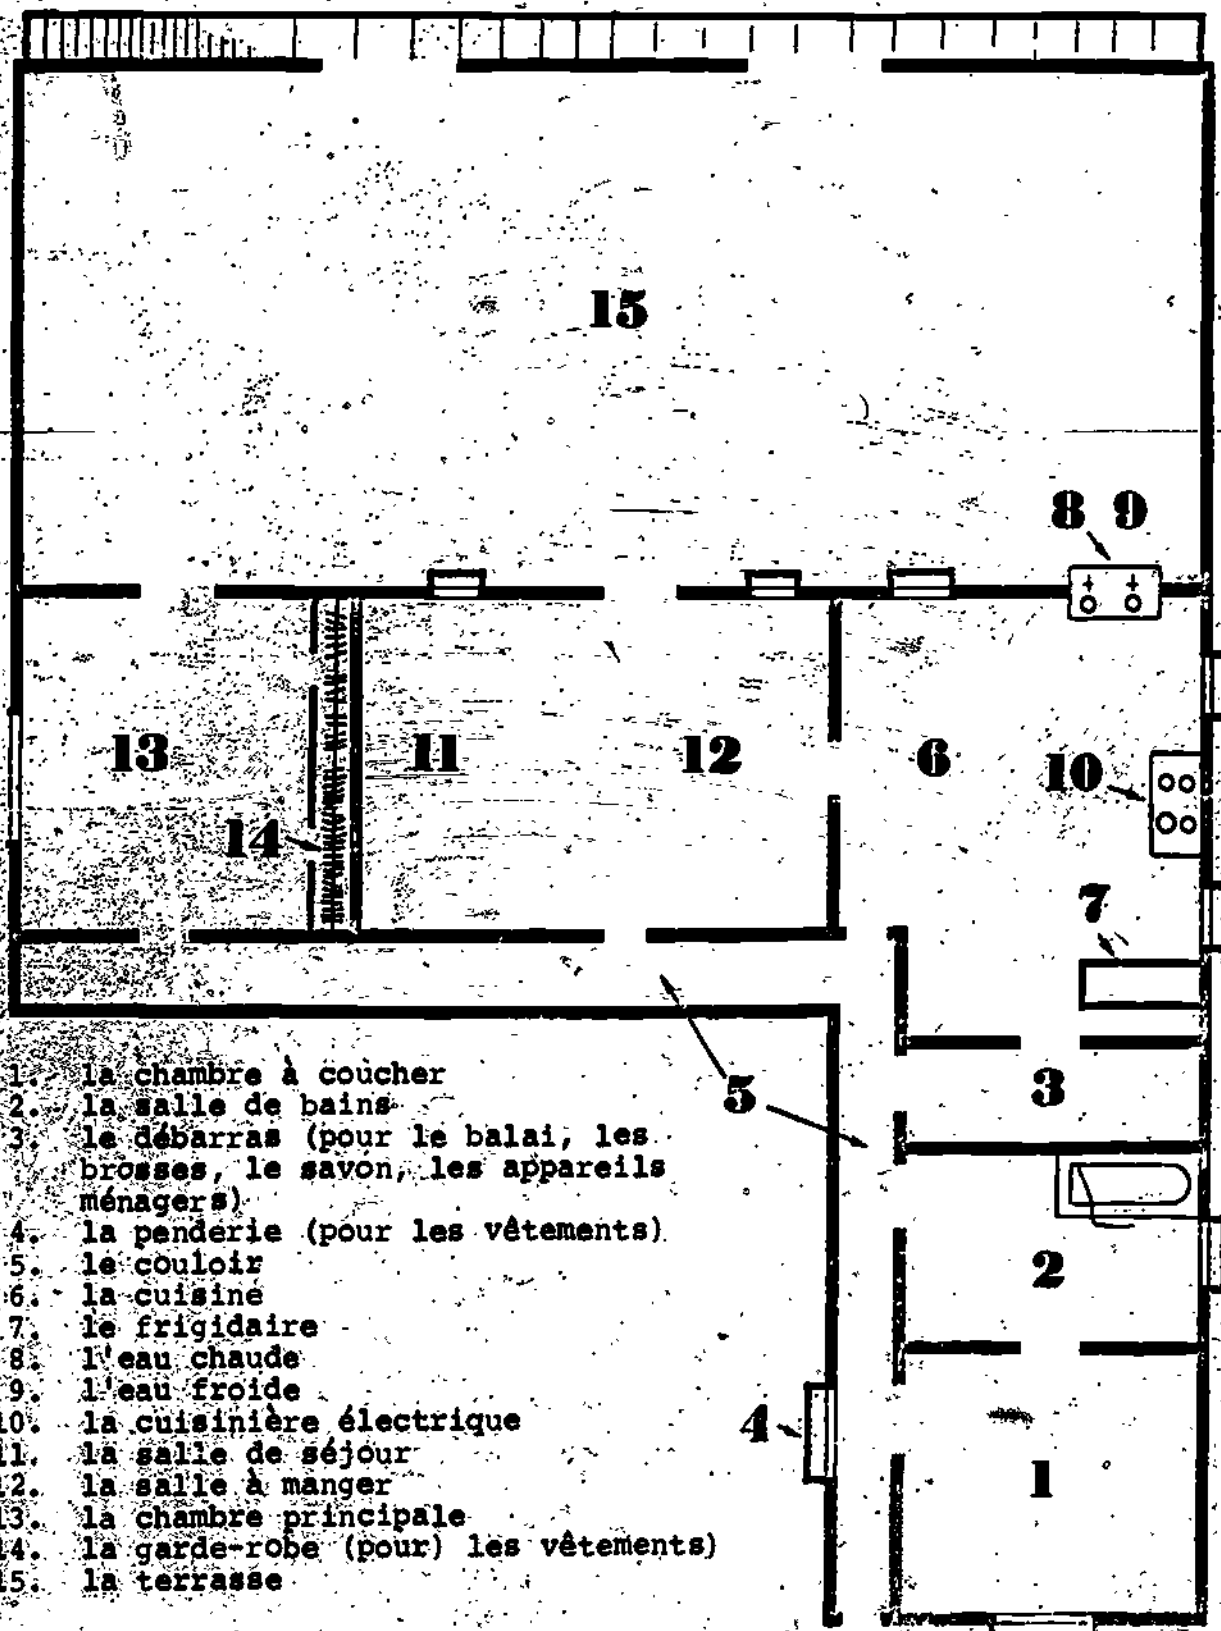 15
8 9
13
11
12
6
10
14
7
5
3
2
4
1
1. la chambre à coucher
2. la salle de bains
3. le débarras (pour le balai, les
brosses, le savon, les appareils
ménagers)
4. la penderie (pour les vêtements)
5. le couloir
6. la cuisine
7. le frigidaire
8. l'eau chaude
9. l'eau froide
10. la cuisinière électrique
11. la salle de séjour
12. la salle à manger
13. la chambre principale
14. la garde-robe (pour) les vêtements)
15. la terrasse